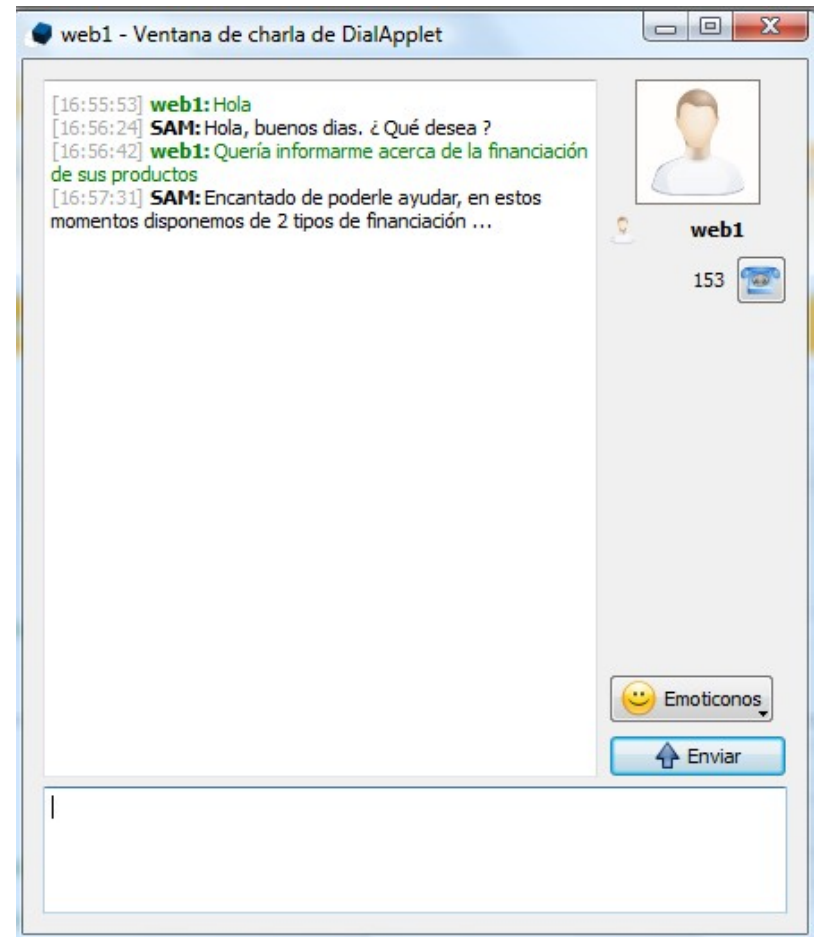 web1 - Ventana de charla de DialApplet
[16:55:53] web1: Hola
[16:56:24] SAM: Hola, buenos dias. ¿ Qué desea ?
[16:56:42] web1: Quería informarme acerca de la financiación
de sus productos
[16:57:31] SAM: Encantado de poderle ayudar, en estos
momentos disponemos de 2 tipos de financiación ...
web1
153
Emoticonos
Enviar